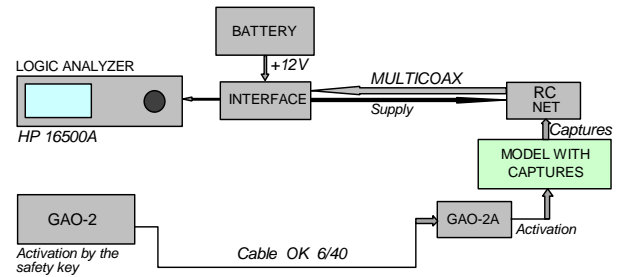 BATTERY
+12V
LOGIC ANALYZER
HP 16500A
INTERFACE
MULTICOAX
Supply
RC
NET
Captures
MODEL WITH
CAPTURES
GAO-2
Activation by the
safety key
Cable OK 6/40
GAO-2A
Activation